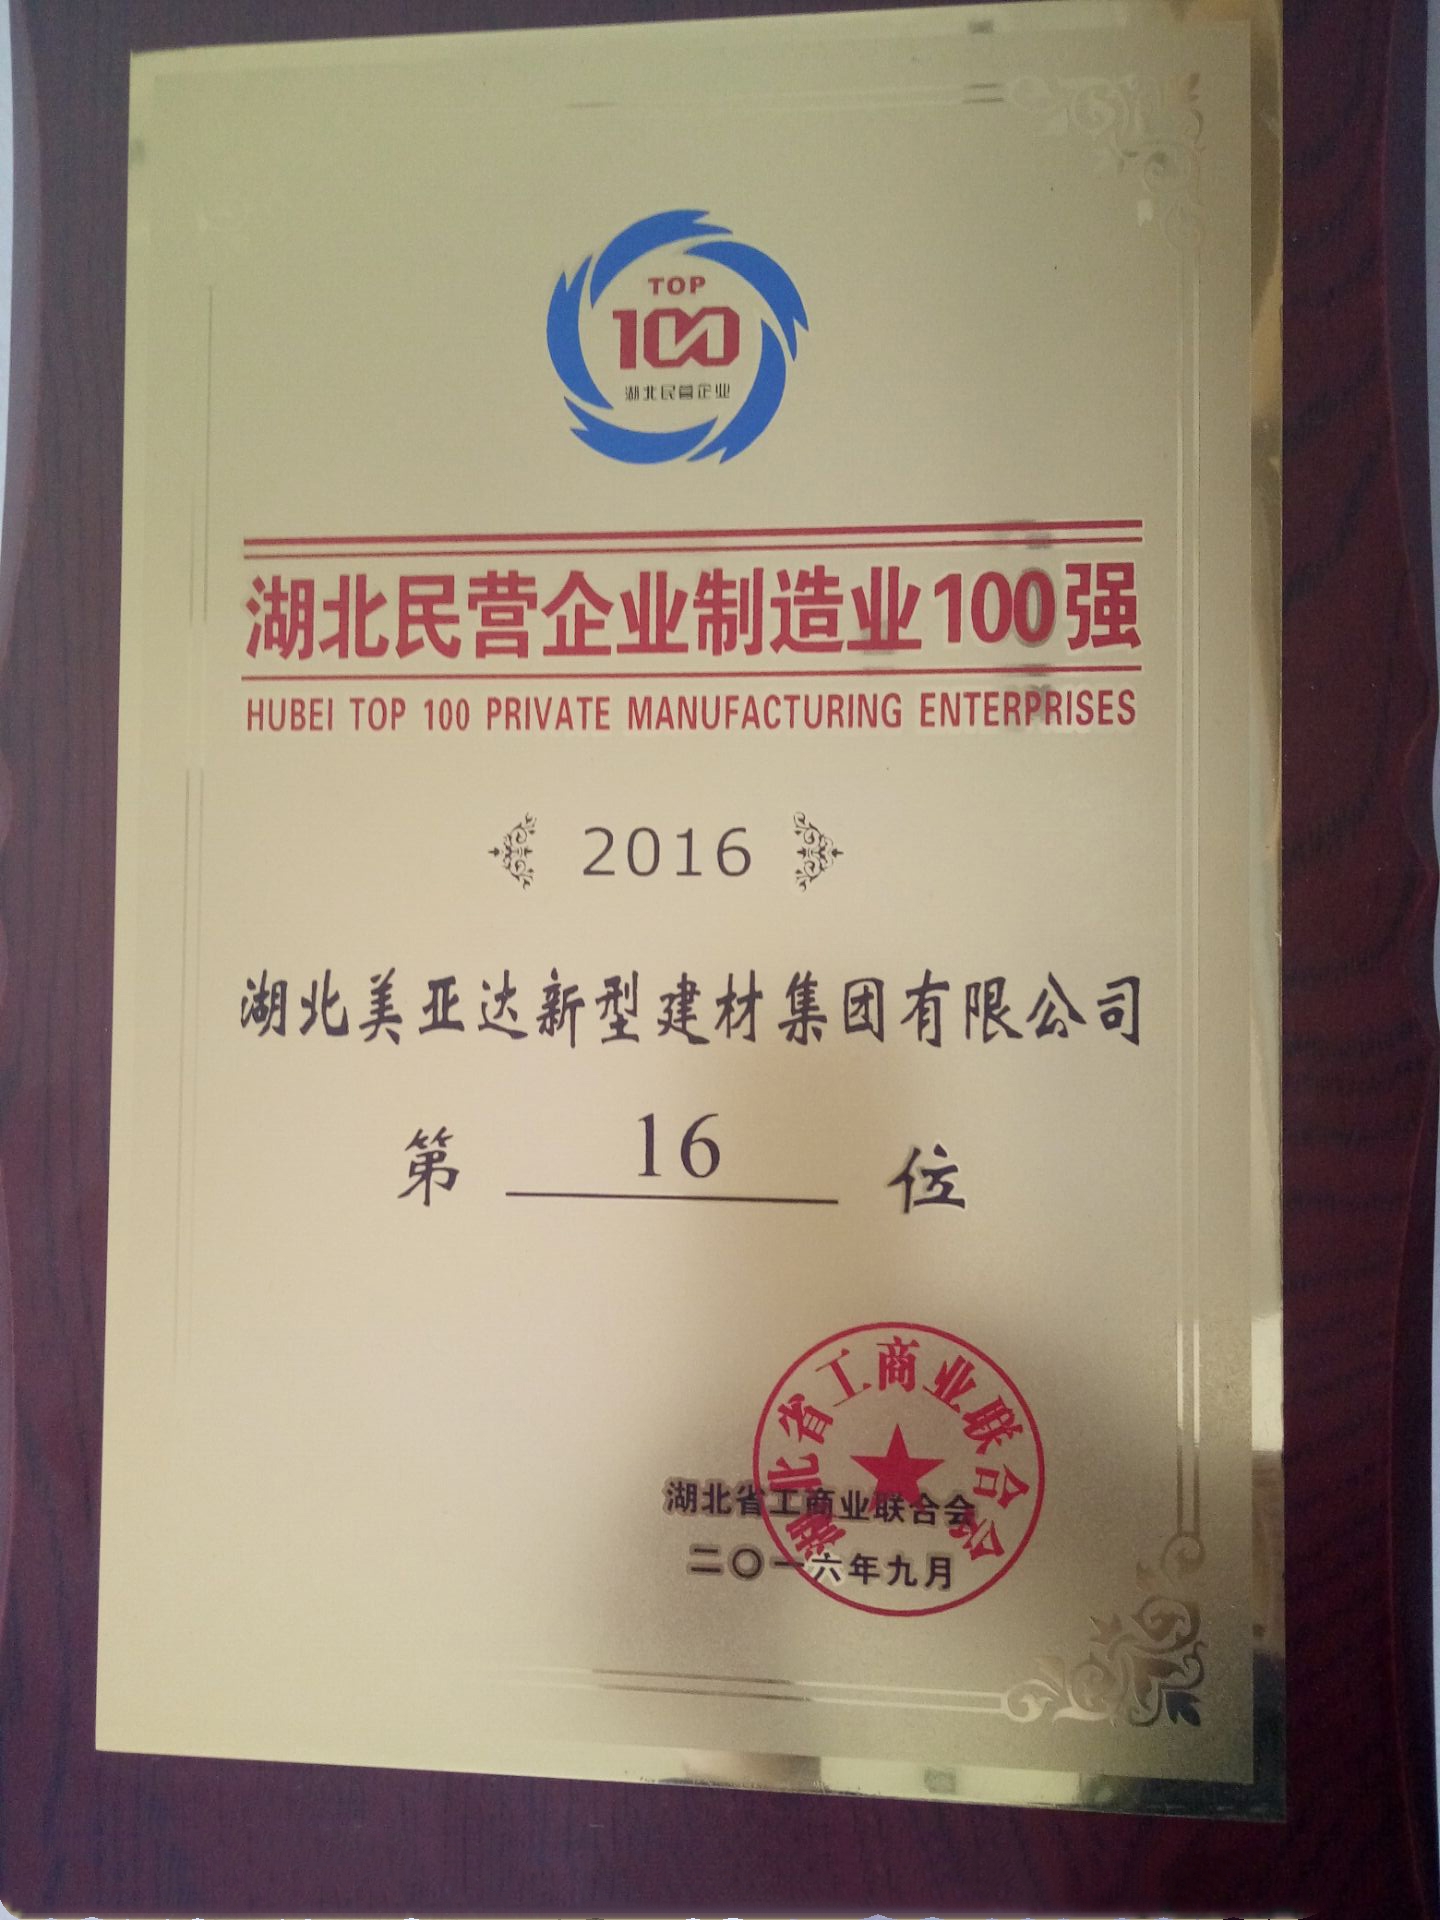 TOP
100
湖北民营企业
湖北民营企业制造业100强
HUBEI TOP 100 PRIVATE MANUFACTURING ENTERPRISES
2016
湖北美亚达新型建材集团有限公司
第 16 位
湖北省工商业联合会
湖北省工商业联合会
二〇一六年九月